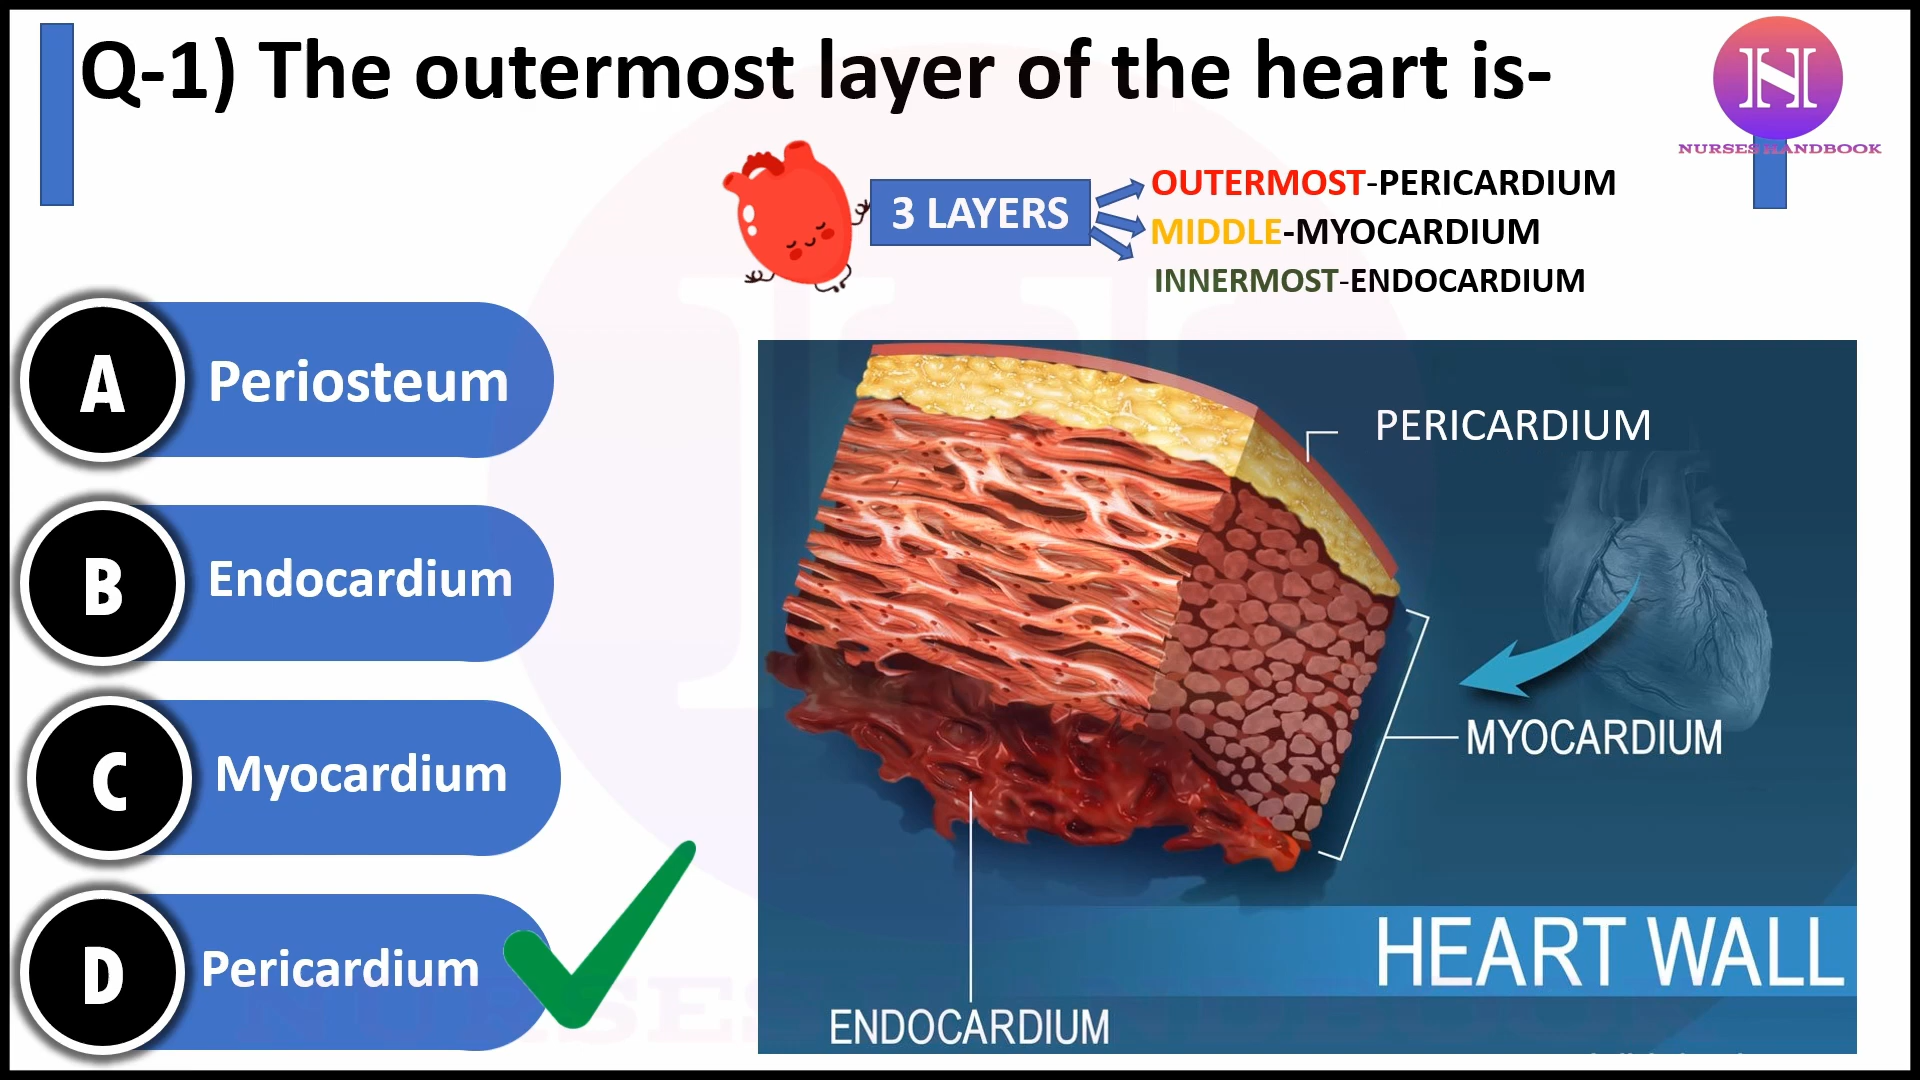 Q-1) The outermost layer of the heart is-
N
NURSES HANDBOOK
3 LAYERS
OUTERMOST-PERICARDIUM
MIDDLE-MYOCARDIUM
INNERMOST-ENDOCARDIUM
A
Periosteum
B
Endocardium
C
Myocardium
D
Pericardium
PERICARDIUM
MYOCARDIUM
HEART WALL
ENDOCARDIUM